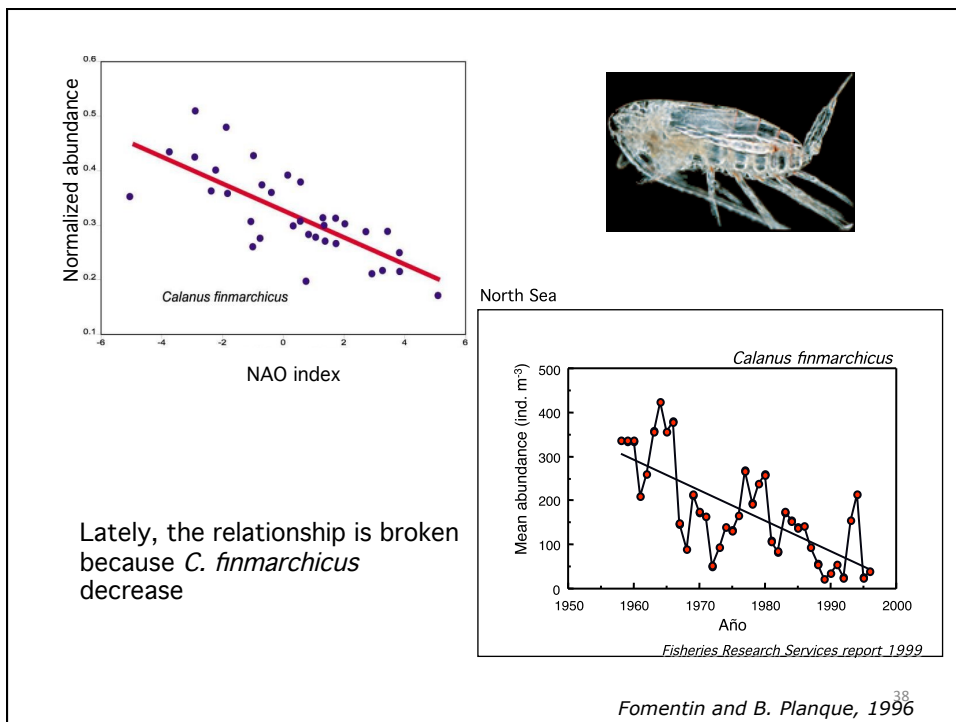 0.6
0.5
0.4
0.3
0.2
0.1
Normalized abundance
Calanus finmarchicus
-6 -4 -2 0 2 4 6
NAO index
North Sea
Calanus finmarchicus
500
400
300
200
100
0
Mean abundance (ind. m-3)
1950 1960 1970 1980 1990 2000
Año
Fisheries Research Services report 1999
Lately, the relationship is broken
because C. finmarchicus
decrease
38
Fomentin and B. Planque, 1996